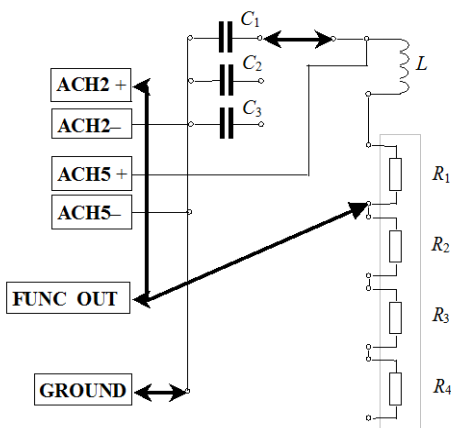 C1
C2
L
ACH2 +
C3
ACH2–
ACH5 +
R1
ACH5–
R2
FUNC OUT
R3
GROUND
R4